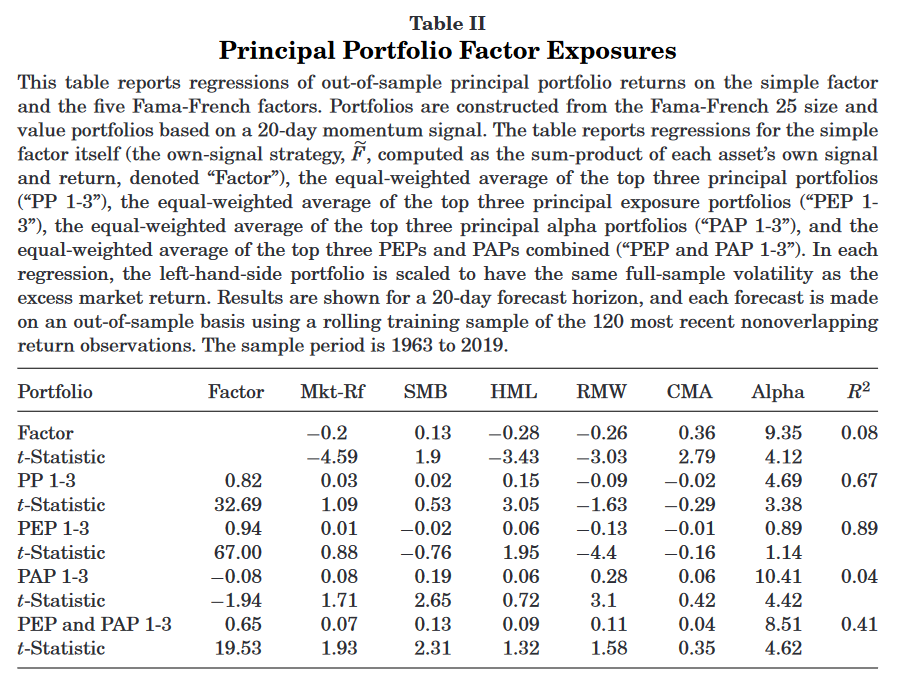 Table II
Principal Portfolio Factor Exposures
This table reports regressions of out-of-sample principal portfolio returns on the simple factor
and the five Fama-French factors. Portfolios are constructed from the Fama-French 25 size and
value portfolios based on a 20-day momentum signal. The table reports regressions for the simple
factor itself (the own-signal strategy, F̃, computed as the sum-product of each asset’s own signal
and return, denoted “Factor”), the equal-weighted average of the top three principal portfolios
(“PP 1-3”), the equal-weighted average of the top three principal exposure portfolios (“PEP 1-
3”), the equal-weighted average of the top three principal alpha portfolios (“PAP 1-3”), and the
equal-weighted average of the top three PEPs and PAPs combined (“PEP and PAP 1-3”). In each
regression, the left-hand-side portfolio is scaled to have the same full-sample volatility as the
excess market return. Results are shown for a 20-day forecast horizon, and each forecast is made
on an out-of-sample basis using a rolling training sample of the 120 most recent nonoverlapping
return observations. The sample period is 1963 to 2019.
Portfolio Factor Mkt-Rf SMB HML RMW CMA Alpha R²
Factor −0.2 0.13 −0.28 −0.26 0.36 9.35 0.08
t-Statistic −4.59 1.9 −3.43 −3.03 2.79 4.12
PP 1-3 0.82 0.03 0.02 0.15 −0.09 −0.02 4.69 0.67
t-Statistic 32.69 1.09 0.53 3.05 −1.63 −0.29 3.38
PEP 1-3 0.94 0.01 −0.02 0.06 −0.13 −0.01 0.89 0.89
t-Statistic 67.00 0.88 −0.76 1.95 −4.4 −0.16 1.14
PAP 1-3 −0.08 0.08 0.19 0.06 0.28 0.06 10.41 0.04
t-Statistic −1.94 1.71 2.65 0.72 3.1 0.42 4.42
PEP and PAP 1-3 0.65 0.07 0.13 0.09 0.11 0.04 8.51 0.41
t-Statistic 19.53 1.93 2.31 1.32 1.58 0.35 4.62